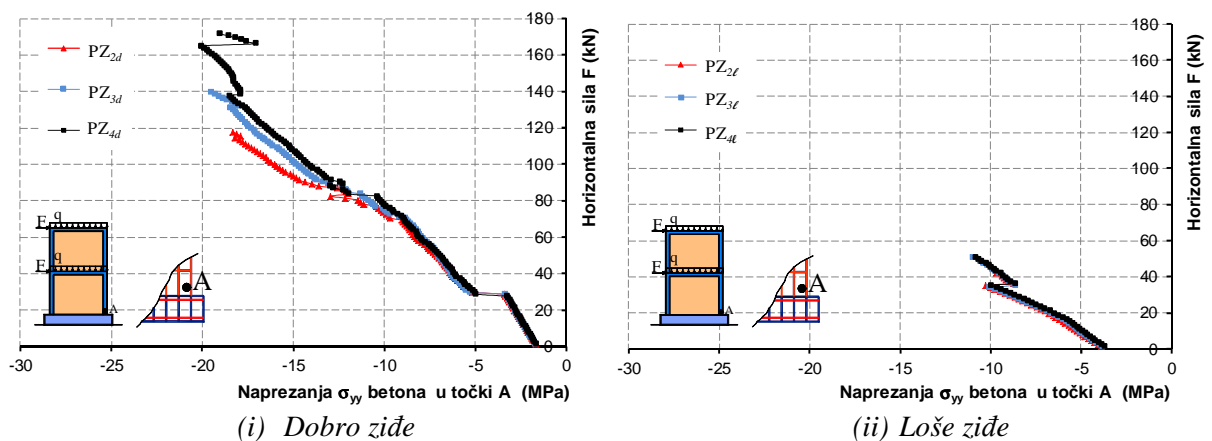 180
160
140
120
100
80
60
40
20
0
Horizontalna sila F (kN)
PZ2d
PZ3d
PZ4d
F
q
F
q
A
A
-30 -25 -20 -15 -10 -5 0
Naprezanja σyy betona u točki A (MPa)
(i) Dobro ziđe
180
160
140
120
100
80
60
40
20
0
Horizontalna sila F (kN)
PZ2ℓ
PZ3ℓ
PZ4ℓ
F
q
F
q
A
A
-30 -25 -20 -15 -10 -5 0
Naprezanja σyy betona u točki A (MPa)
(ii) Loše ziđe